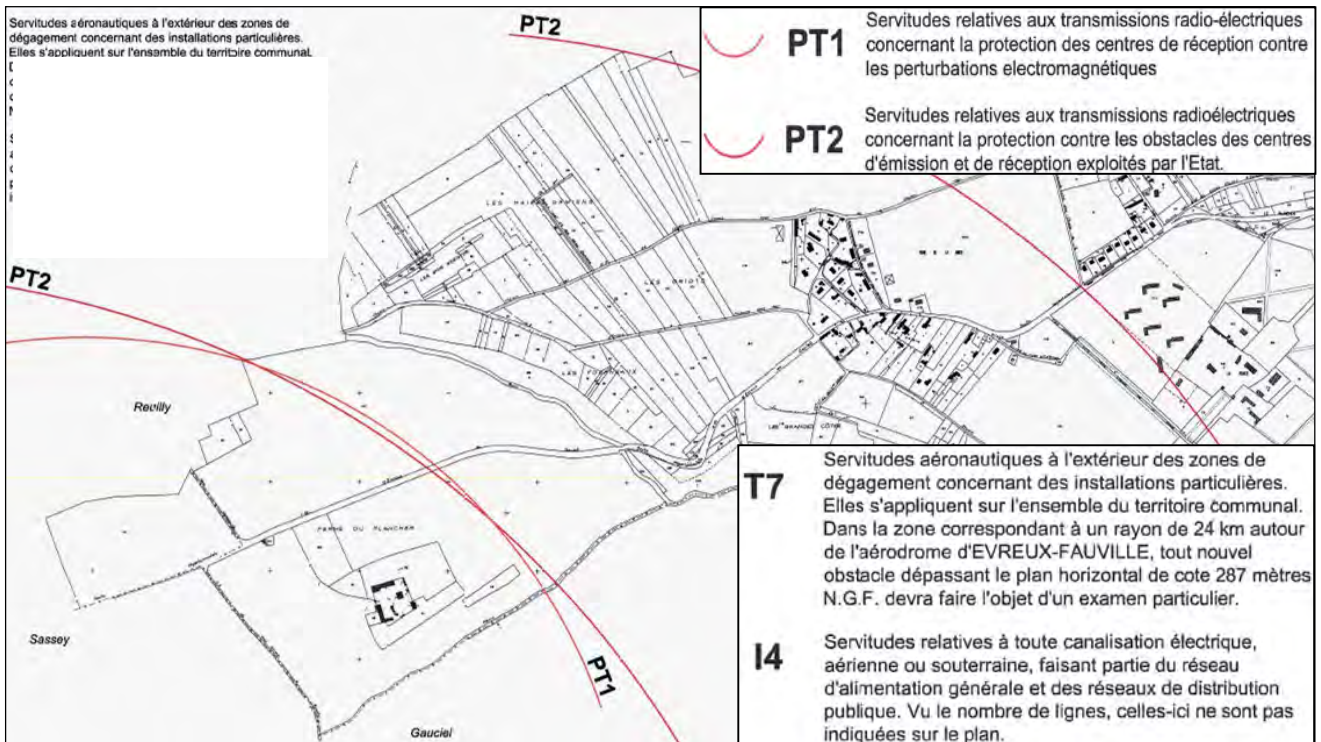 Servitudes aéronautiques à l'extérieur des zones de
dégagement concernant des installations particulières.
Elles s'appliquent sur l'ensemble du territoire communal.
PT2
PT1
Servitudes relatives aux transmissions radio-électriques
concernant la protection des centres de réception contre
les perturbations electromagnétiques
PT2
Servitudes relatives aux transmissions radioélectriques
concernant la protection contre les obstacles des centres
d'émission et de réception exploités par l'Etat.
PT2
LES GRANDES CÔTES
Reuilly
FERME DU PLANCHER
Sassey
PT1
Gauciel
T7
Servitudes aéronautiques à l'extérieur des zones de
dégagement concernant des installations particulières.
Elles s'appliquent sur l'ensemble du territoire communal.
Dans la zone correspondant à un rayon de 24 km autour
de l'aérodrome d'EVREUX-FAUVILLE, tout nouvel
obstacle dépassant le plan horizontal de cote 287 mètres
N.G.F. devra faire l'objet d'un examen particulier.
I4
Servitudes relatives à toute canalisation électrique,
aérienne ou souterraine, faisant partie du réseau
d'alimentation générale et des réseaux de distribution
publique. Vu le nombre de lignes, celles-ci ne sont pas
indiquées sur le plan.